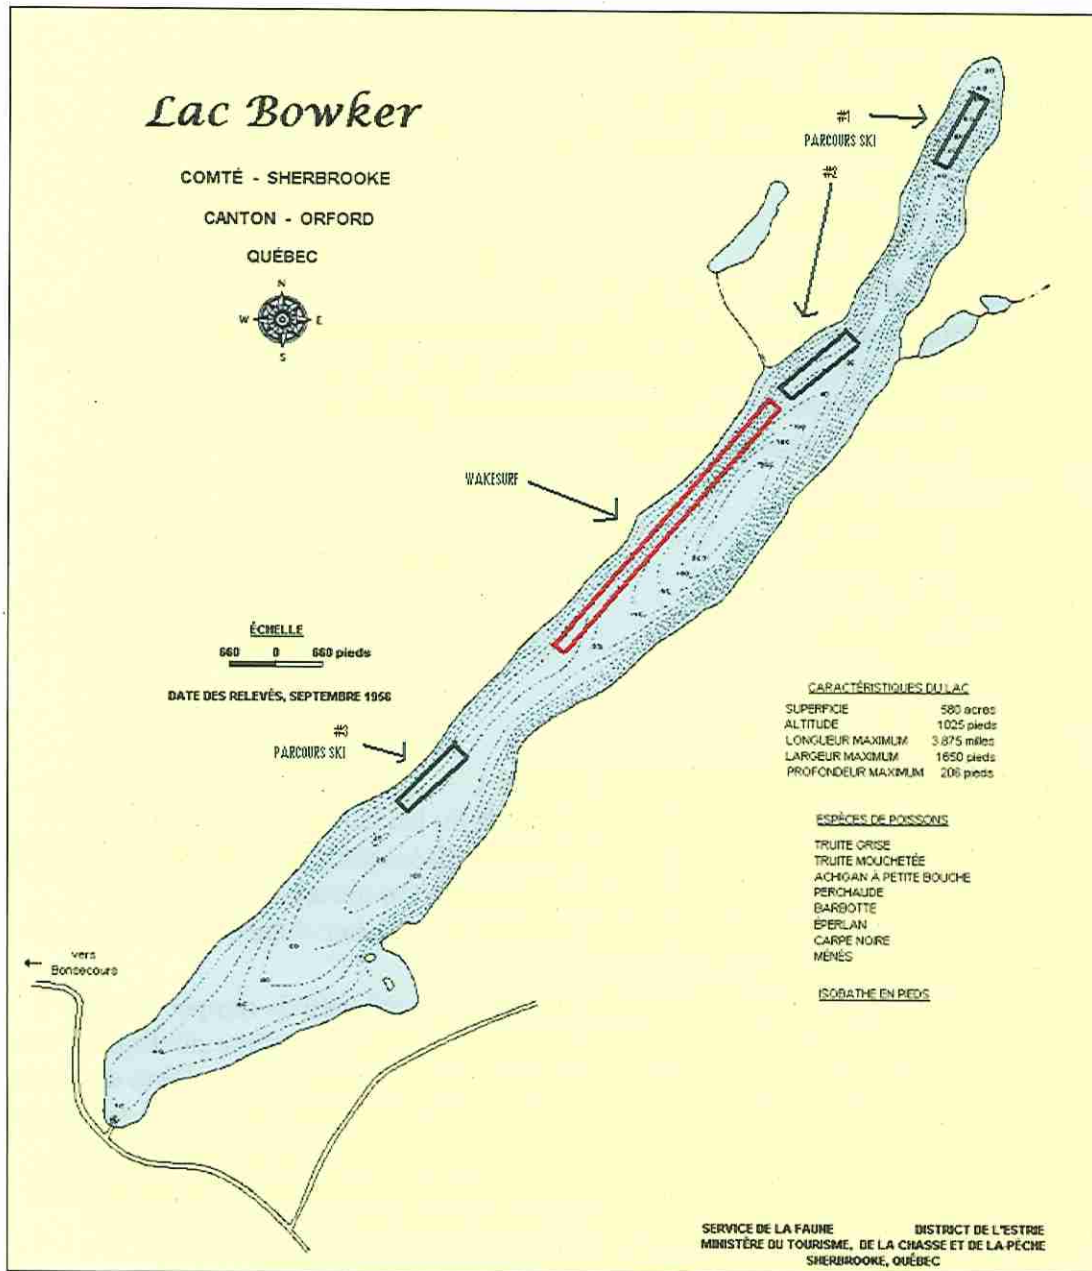 Lac Bowker
COMTÉ - SHERBROOKE
CANTON - ORFORD
QUÉBEC
N
W E
S
#1
PARCOURS SKI
#2
WAKESURF
ÉCHELLE
660 0 660 pieds
DATE DES RELEVÉS, SEPTEMBRE 1956
#3
PARCOURS SKI
CARACTÉRISTIQUES DU LAC
SUPERFICIE 580 acres
ALTITUDE 1025 pieds
LONGUEUR MAXIMUM 3.875 milles
LARGEUR MAXIMUM 1650 pieds
PROFONDEUR MAXIMUM 206 pieds
ESPÈCES DE POISSONS
TRUITE GRISE
TRUITE MOUCHETÉE
ACHIGAN À PETITE BOUCHE
PERCHAUDE
BARBOTTE
ÉPERLAN
CARPE NOIRE
MÉNÉS
ISOBATHE EN PIEDS
vers
Bonsecours
SERVICE DE LA FAUNE DISTRICT DE L'ESTRIE
MINISTÈRE DU TOURISME, DE LA CHASSE ET DE LA PÊCHE
SHERBROOKE, QUÉBEC